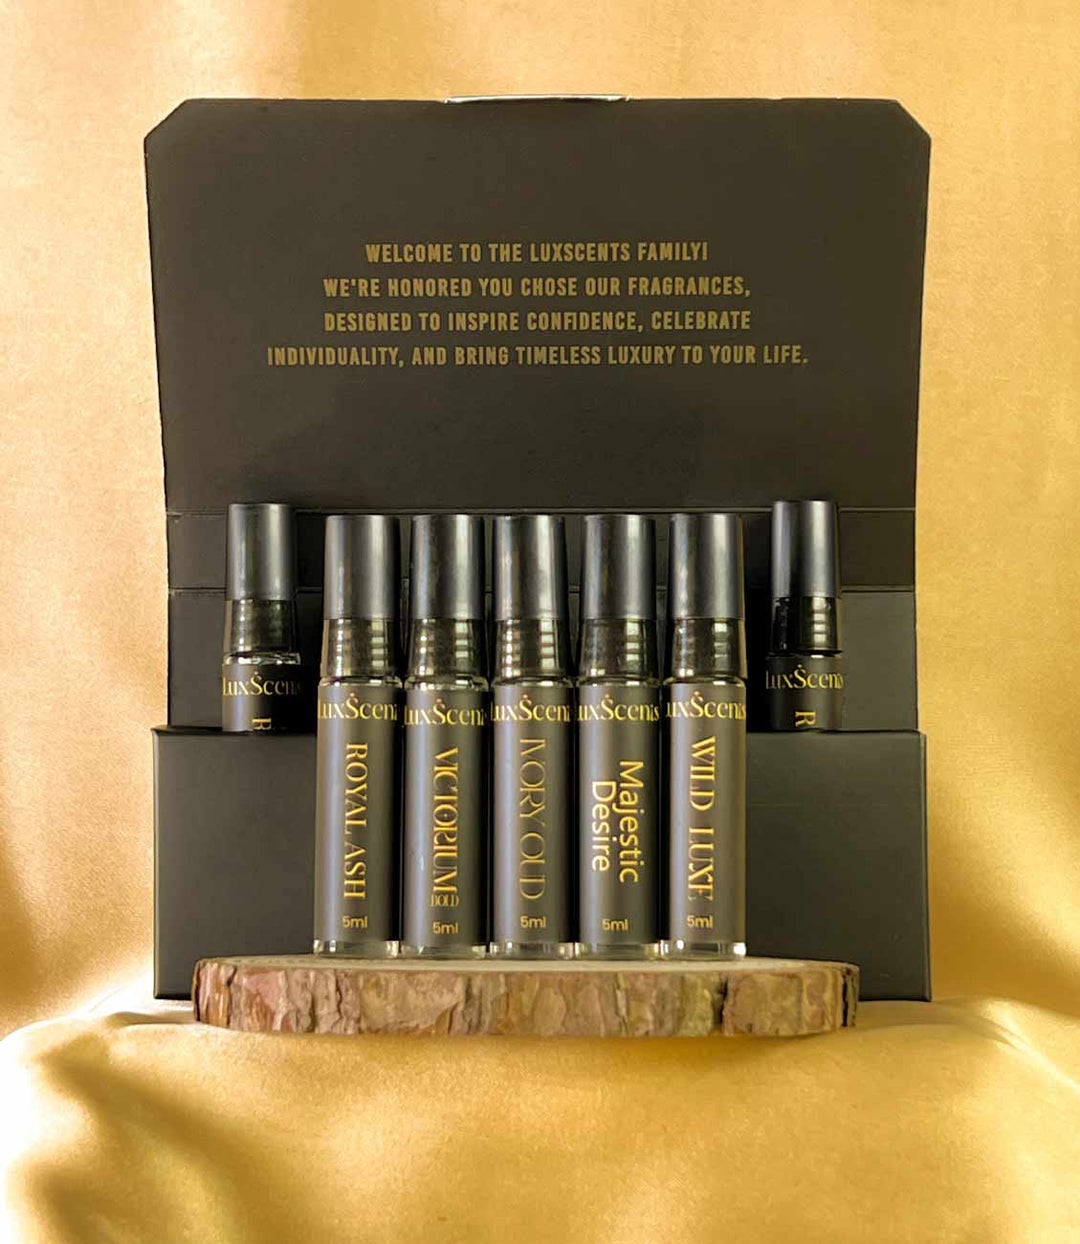 WELCOME TO THE LUXSCENTS FAMILY!
WE'RE HONORED YOU CHOSE OUR FRAGRANCES,
DESIGNED TO INSPIRE CONFIDENCE, CELEBRATE
INDIVIDUALITY, AND BRING TIMELESS LUXURY TO YOUR LIFE.
LuxScents
R
LuxScents
ROYAL ASH
5ml
LuxScents
VICTORIUM
BOLD
5ml
LuxScents
IVORY OUD
5ml
LuxScents
Majestic
Desire
5ml
LuxScents
WILD LUXE
5ml
LuxScents
R